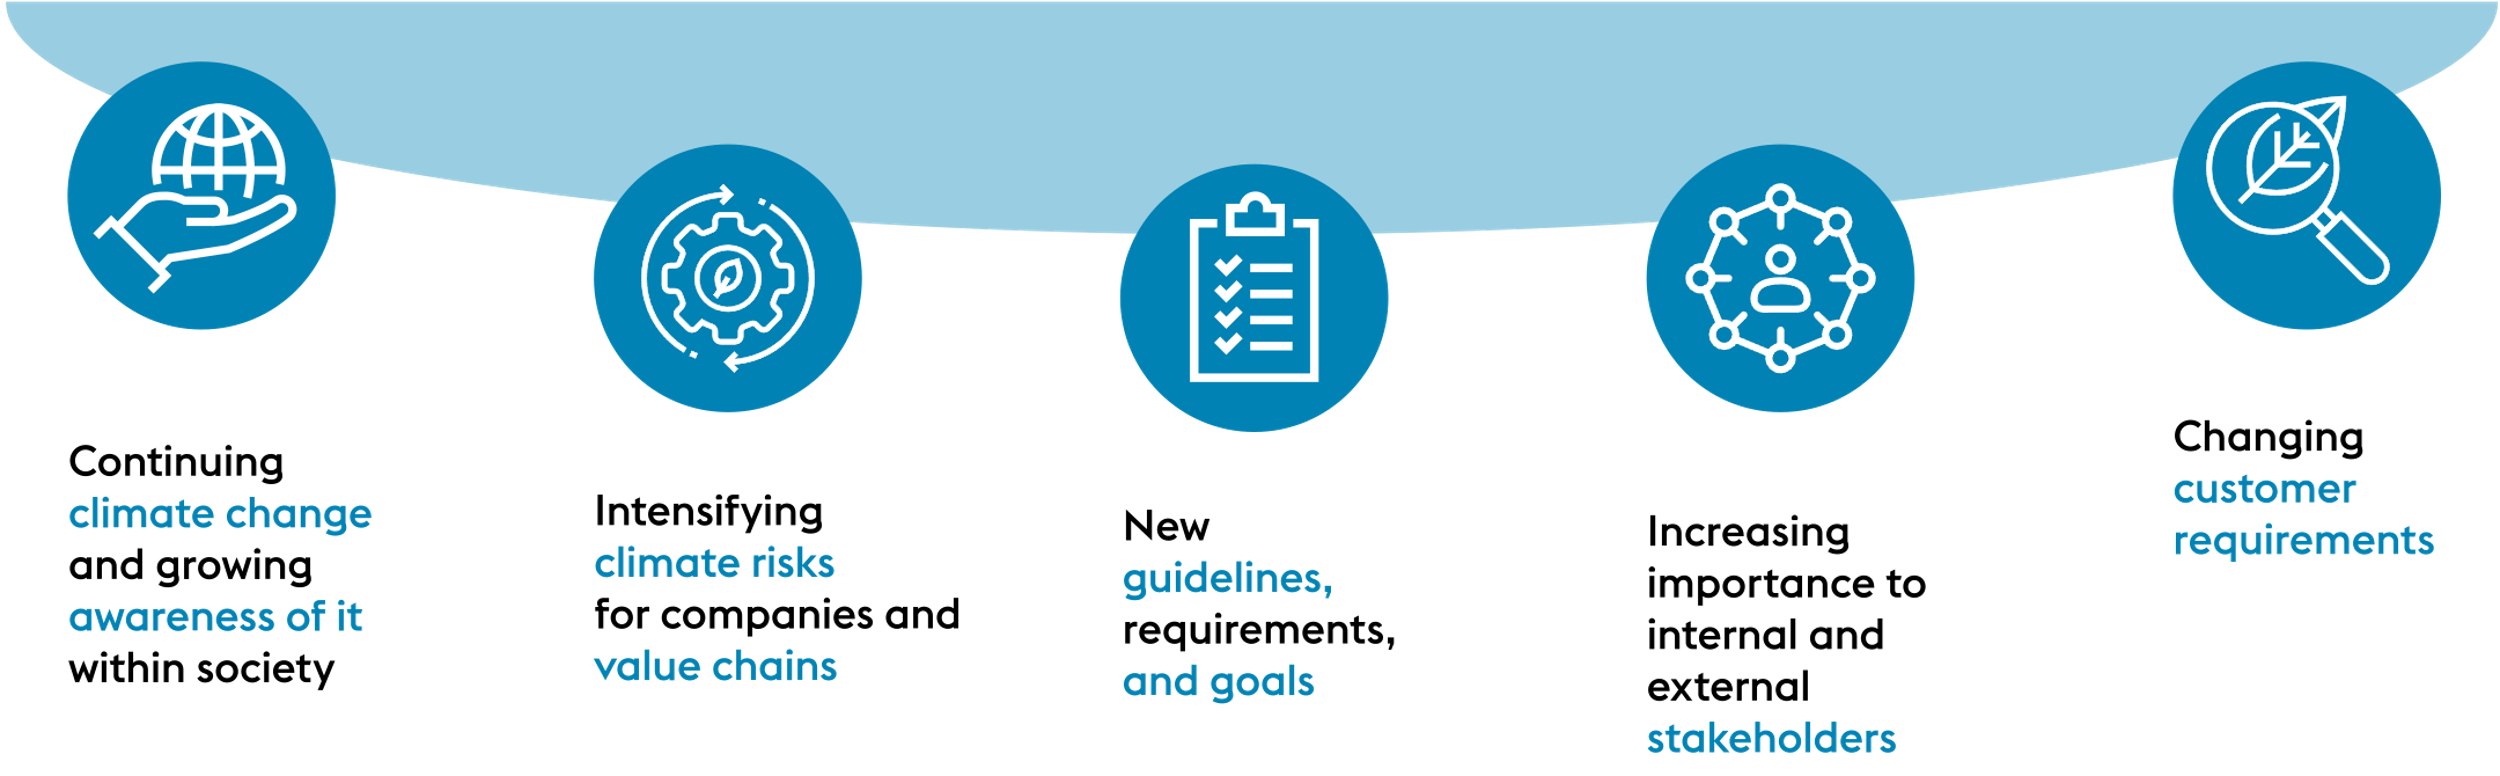 Continuing
climate change
and growing
awareness of it
within society
Intensifying
climate risks
for companies and
value chains
New
guidelines,
requirements,
and goals
Increasing
importance to
internal and
external
stakeholders
Changing
customer
requirements